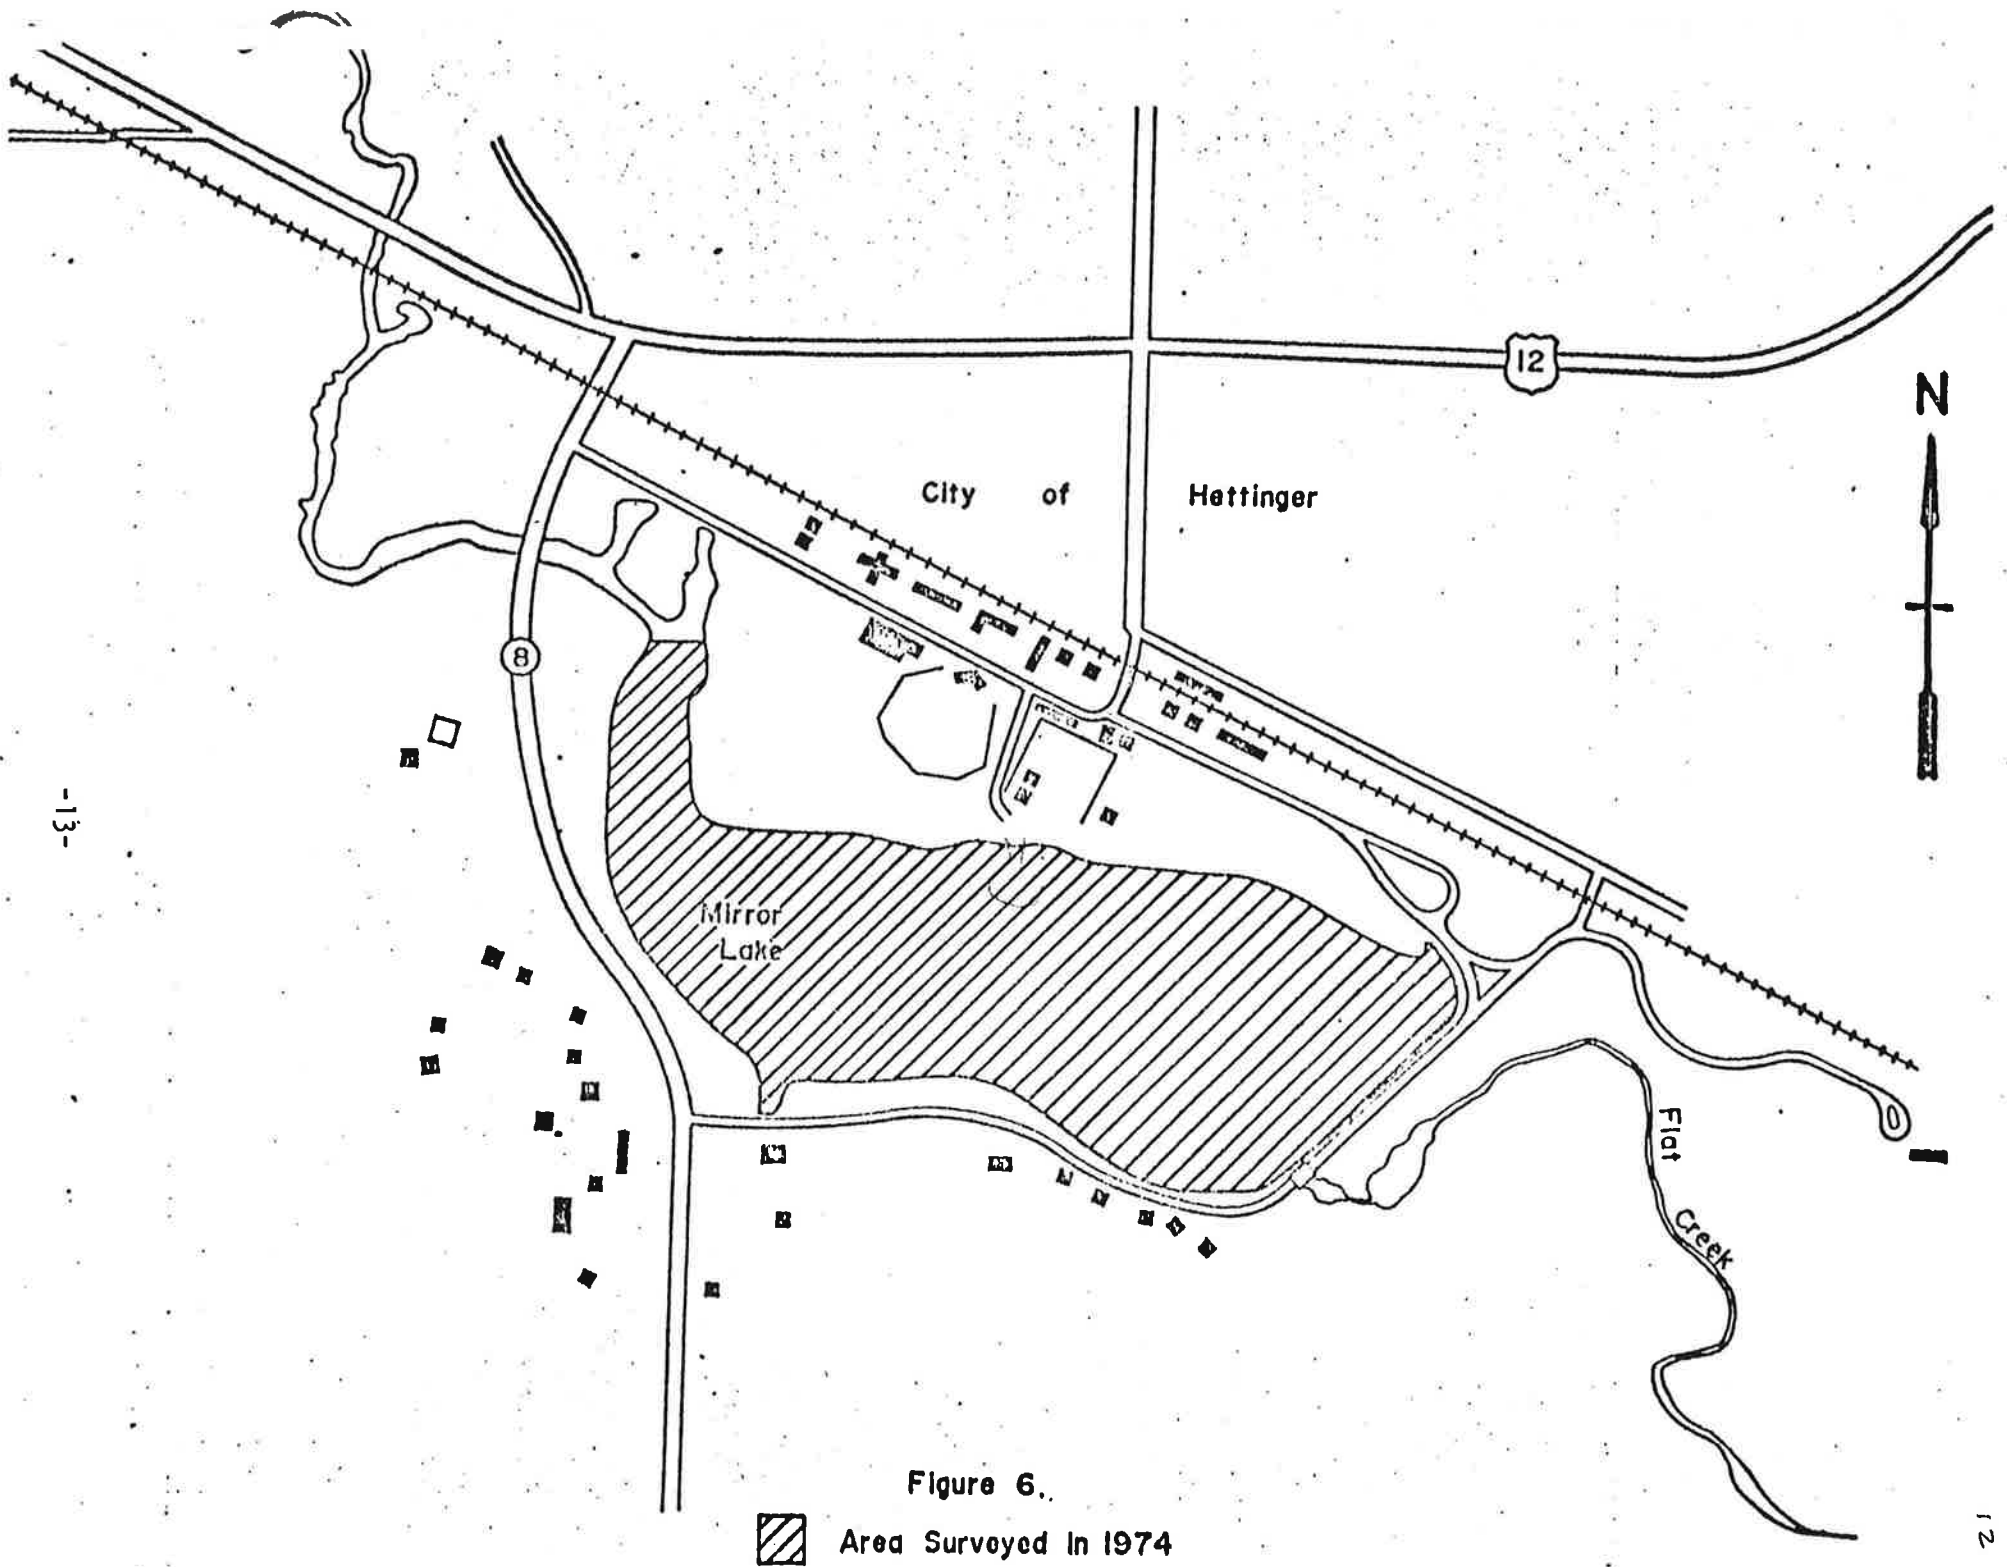 12
N
City of Hettinger
8
-13-
Mirror
Lake
Flat
Creek
Figure 6.
Area Surveyed In 1974
12